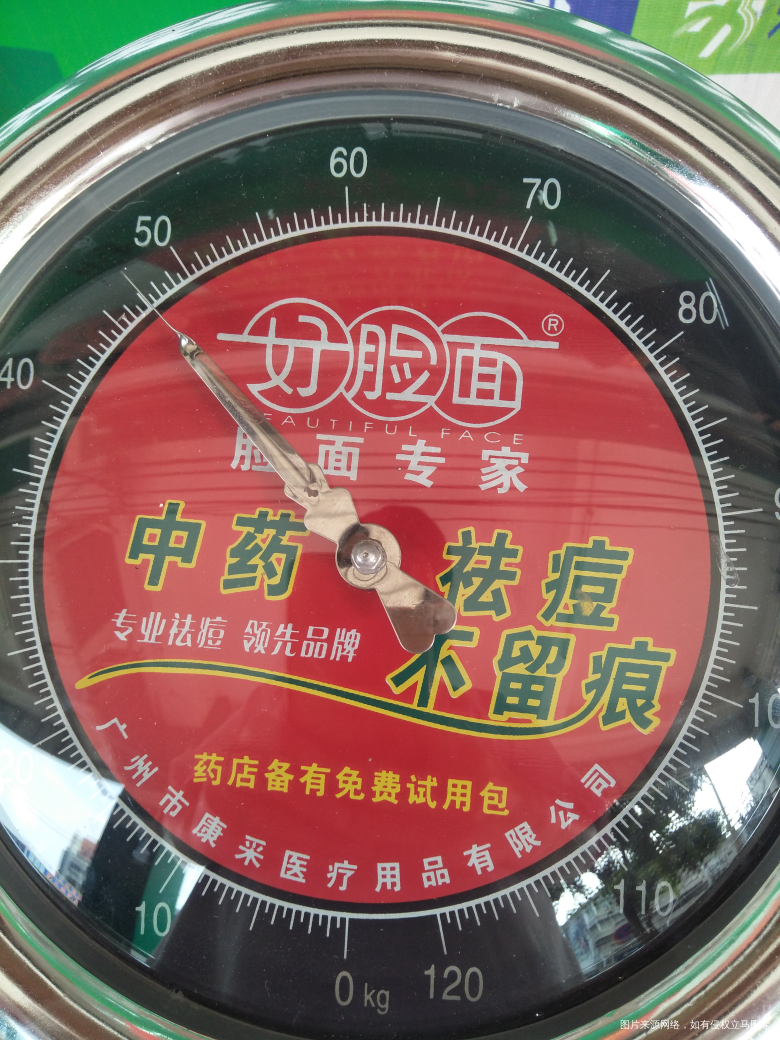 60
70
50
80
40
好脸面®
BEAUTIFUL FACE
脸面专家
中药 祛痘
专业祛痘 领先品牌
不留痕
药店备有免费试用包
广州市康采医疗用品有限公司
20
10
110
0 kg
120